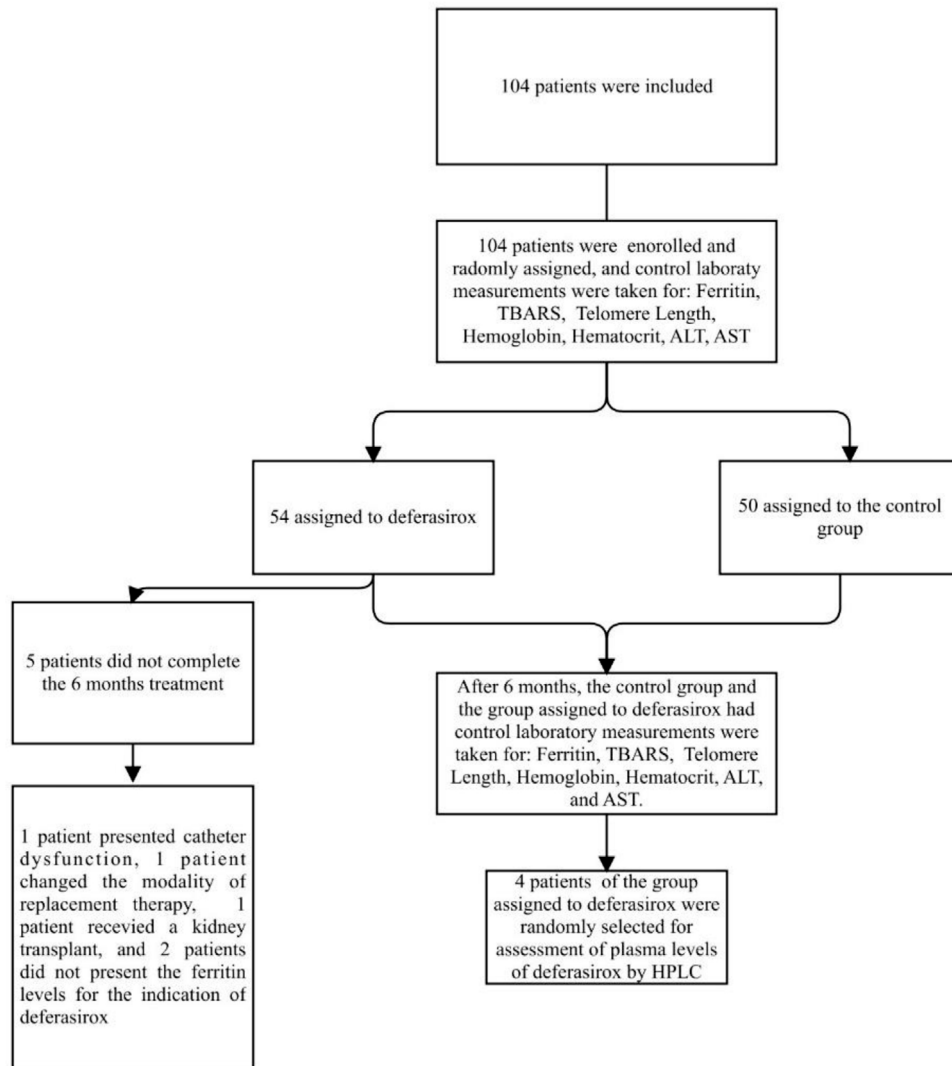 104 patients were included
104 patients were enorolled and
radomly assigned, and control laboraty
measurements were taken for: Ferritin,
TBARS, Telomere Length,
Hemoglobin, Hematocrit, ALT, AST
54 assigned to deferasirox
50 assigned to the control
group
5 patients did not complete
the 6 months treatment
After 6 months, the control group and
the group assigned to deferasirox had
control laboratory measurements were
taken for: Ferritin, TBARS, Telomere
Length, Hemoglobin, Hematocrit, ALT,
and AST.
1 patient presented catheter
dysfunction, 1 patient
changed the modality of
replacement therapy, 1
patient recevied a kidney
transplant, and 2 patients
did not present the ferritin
levels for the indication of
deferasirox
4 patients of the group
assigned to deferasirox were
randomly selected for
assessment of plasma levels
of deferasirox by HPLC